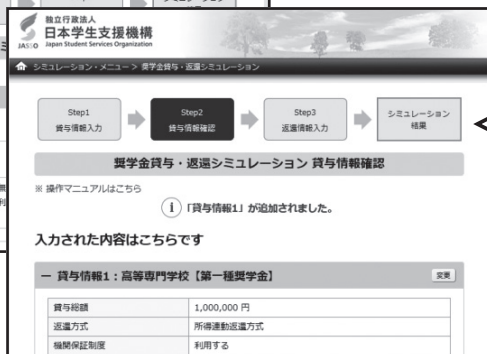 独立行政法人
日本学生支援機構
JASSO Japan Student Services Organization
シミュレーション・メニュー > 奨学金貸与・返還シミュレーション
Step1
貸与情報入力
Step2
貸与情報確認
Step3
返還情報入力
シミュレーション
結果
奨学金貸与・返還シミュレーション 貸与情報確認
※ 操作マニュアルはこちら
i 「貸与情報1」が追加されました。
入力された内容はこちらです
ー 貸与情報1:高等専門学校【第一種奨学金】 変更
貸与総額 1,000,000 円
返還方式 所得連動返還方式
機関保証制度 利用する